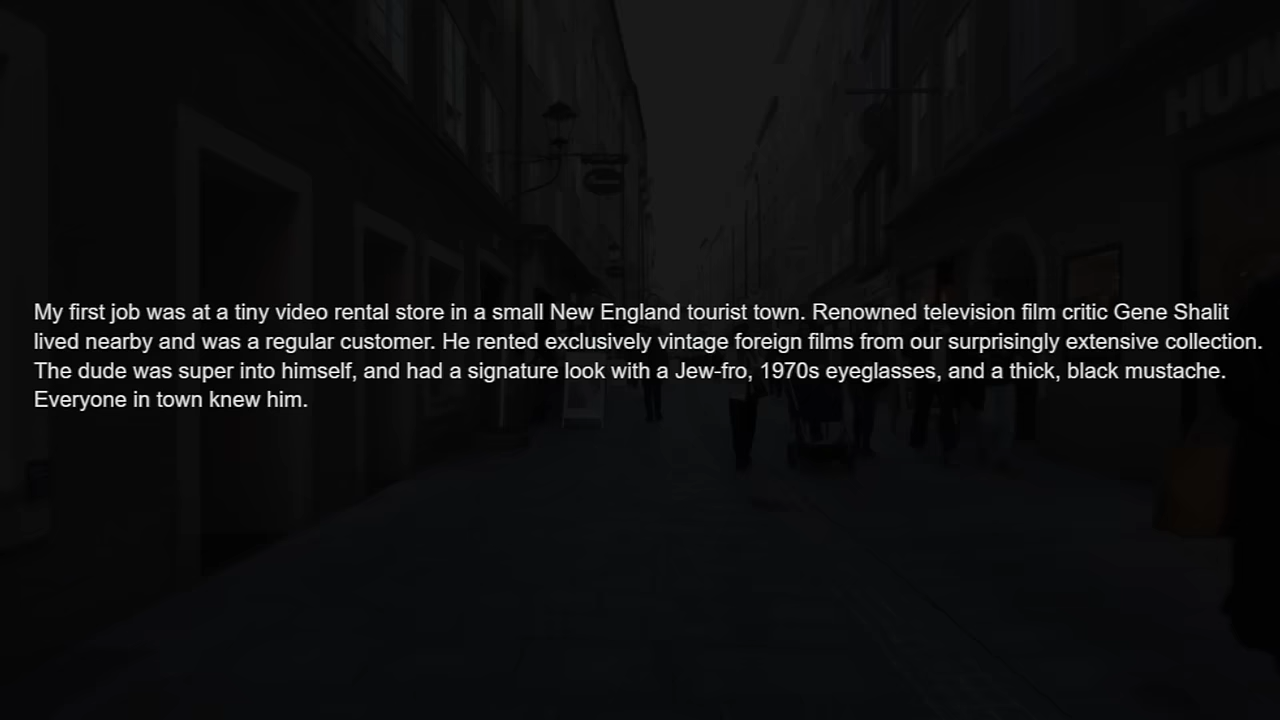 My first job was at a tiny video rental store in a small New England tourist town. Renowned television film critic Gene Shalit
lived nearby and was a regular customer. He rented exclusively vintage foreign films from our surprisingly extensive collection.
The dude was super into himself, and had a signature look with a Jew-fro, 1970s eyeglasses, and a thick, black mustache.
Everyone in town knew him.